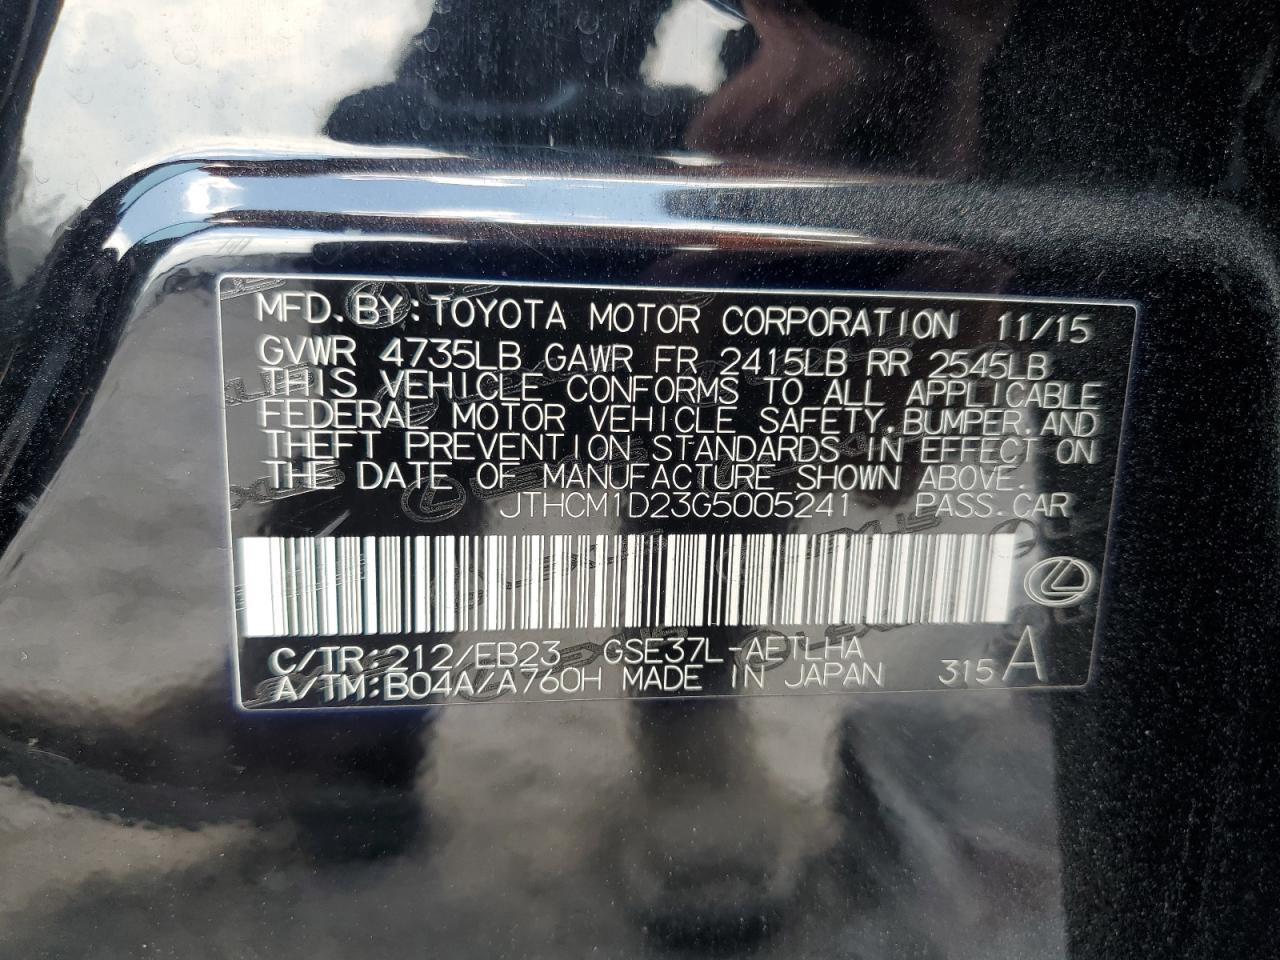 MFD. BY: TOYOTA MOTOR CORPORATION 11/15
GVWR 4735LB GAWR FR 2415LB RR 2545LB
THIS VEHICLE CONFORMS TO ALL APPLICABLE
FEDERAL MOTOR VEHICLE SAFETY, BUMPER, AND
THEFT PREVENTION STANDARDS IN EFFECT ON
THE DATE OF MANUFACTURE SHOWN ABOVE.
JTHCM1D23G5005241 PASS. CAR
C/TR:212/EB23 GSE37L-AETLHA
A/TM:B04A/A760H MADE IN JAPAN 315 A